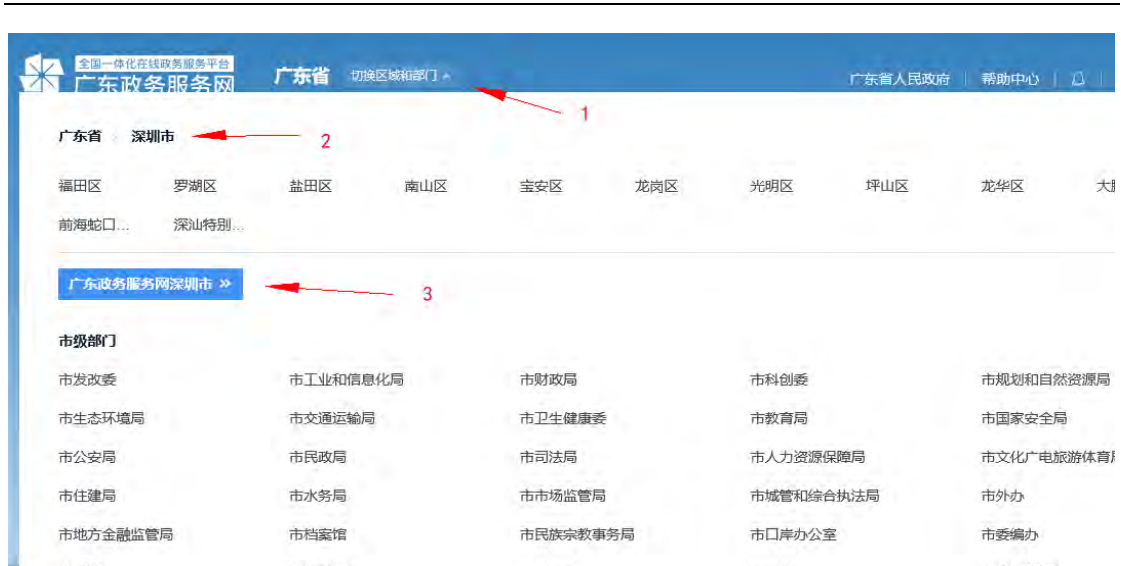 全国一体化在线政务服务平台
广东政务服务网
广东省 切换区域和部门
广东省人民政府 | 帮助中心 |
1
广东省 深圳市
2
福田区 罗湖区 盐田区 南山区 宝安区 龙岗区 光明区 坪山区 龙华区 大
前海蛇口... 深汕特别...
广东政务服务网深圳市 »
3
市级部门
市发改委 市工业和信息化局 市财政局 市科创委 市规划和自然资源局
市生态环境局 市交通运输局 市卫生健康委 市教育局 市国家安全局
市公安局 市民政局 市司法局 市人力资源保障局 市文化广电旅游体育
市住建局 市水务局 市市场监管局 市城管和综合执法局 市外办
市地方金融监管局 市档案馆 市民族宗教事务局 市口岸办公室 市委编办